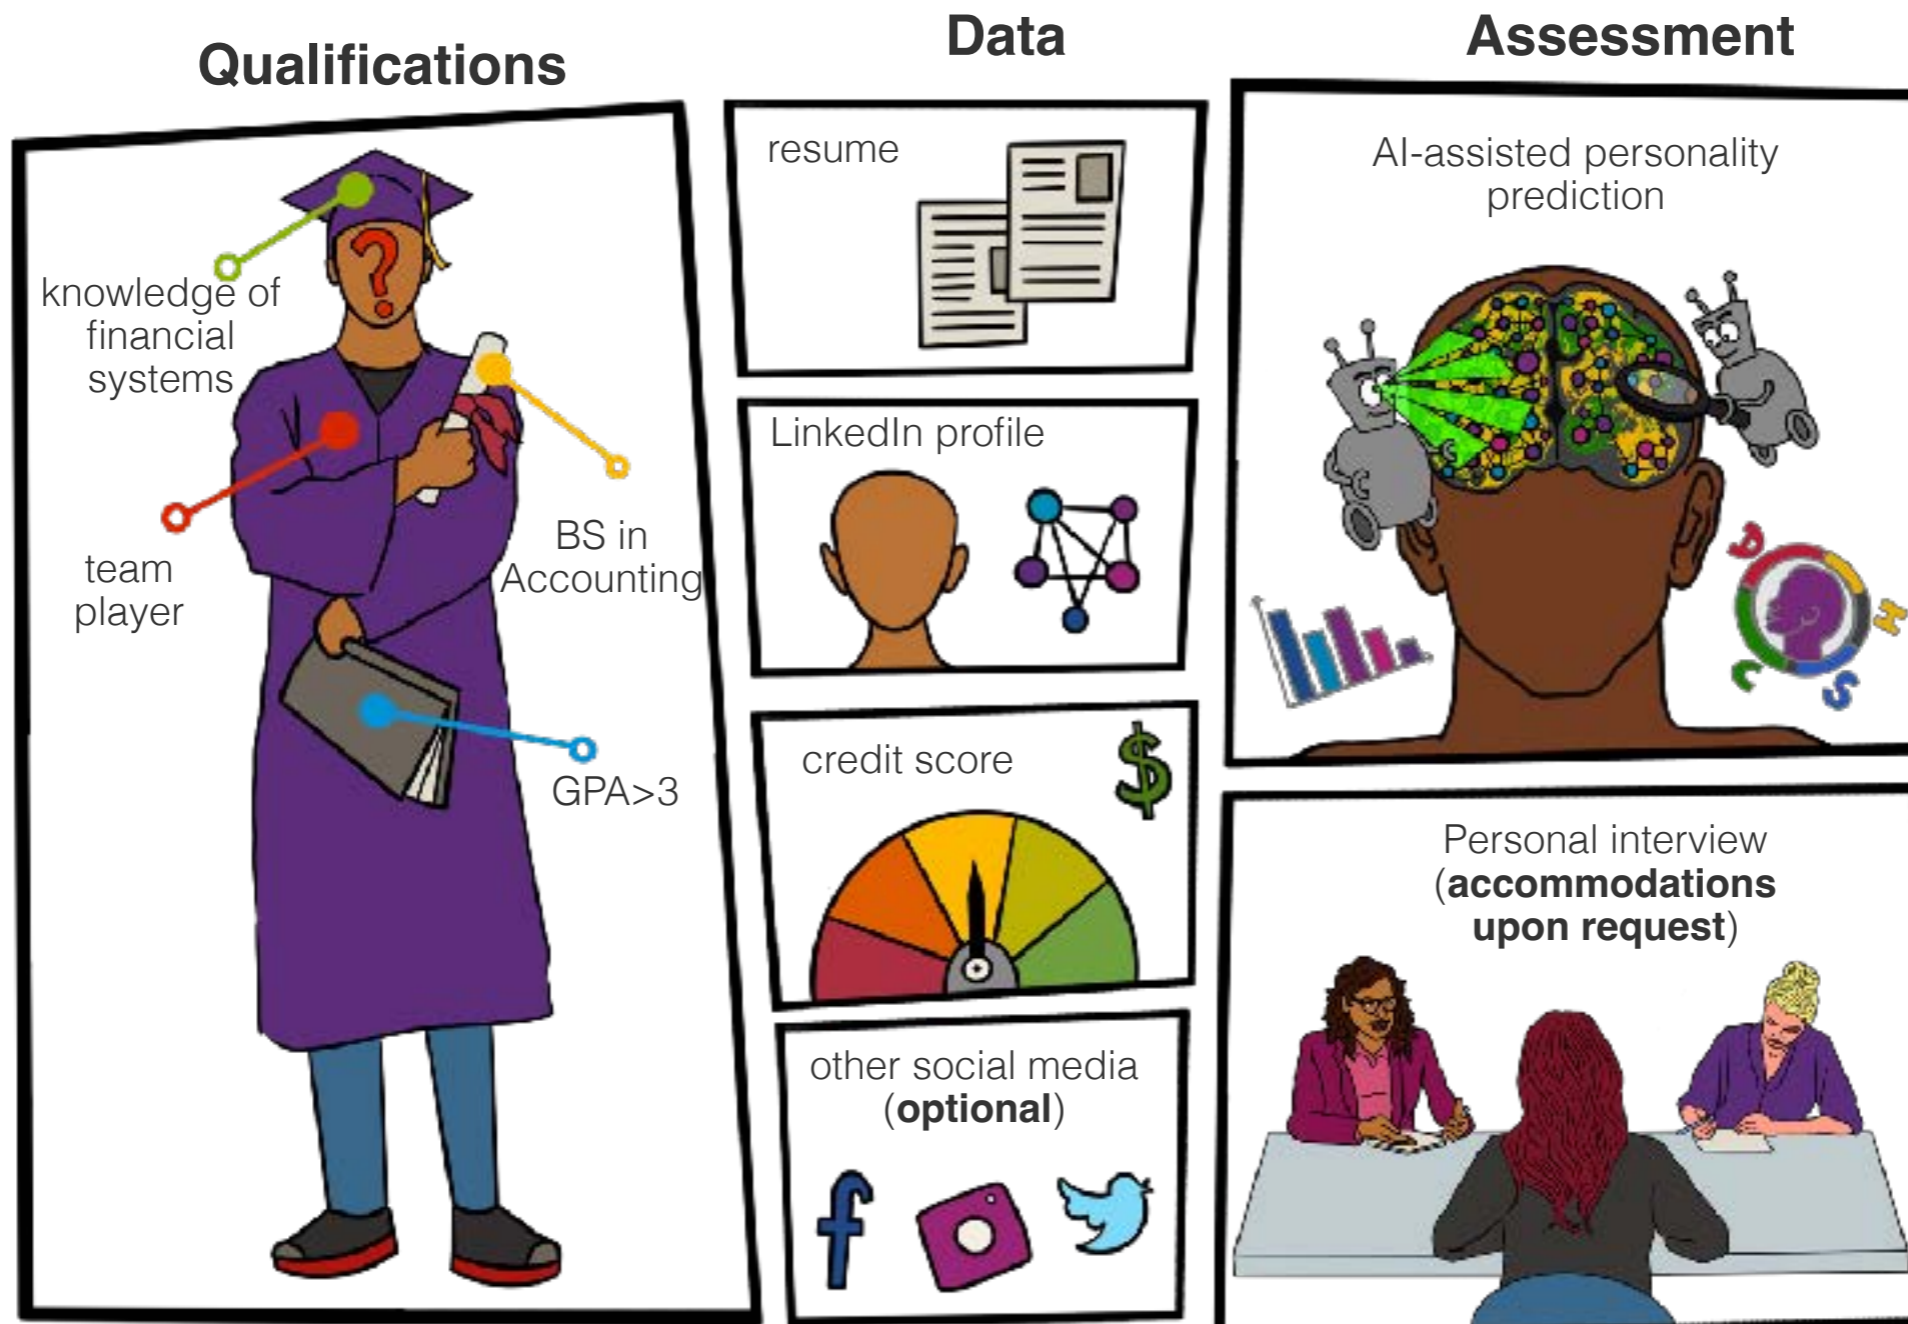 Qualifications
knowledge of
financial
systems
team
player
BS in
Accounting
GPA>3
?
Data
resume
LinkedIn profile
credit score
$
other social media
(optional)
f
Assessment
AI-assisted personality
prediction
D
I
S
C
Personal interview
(accommodations
upon request)